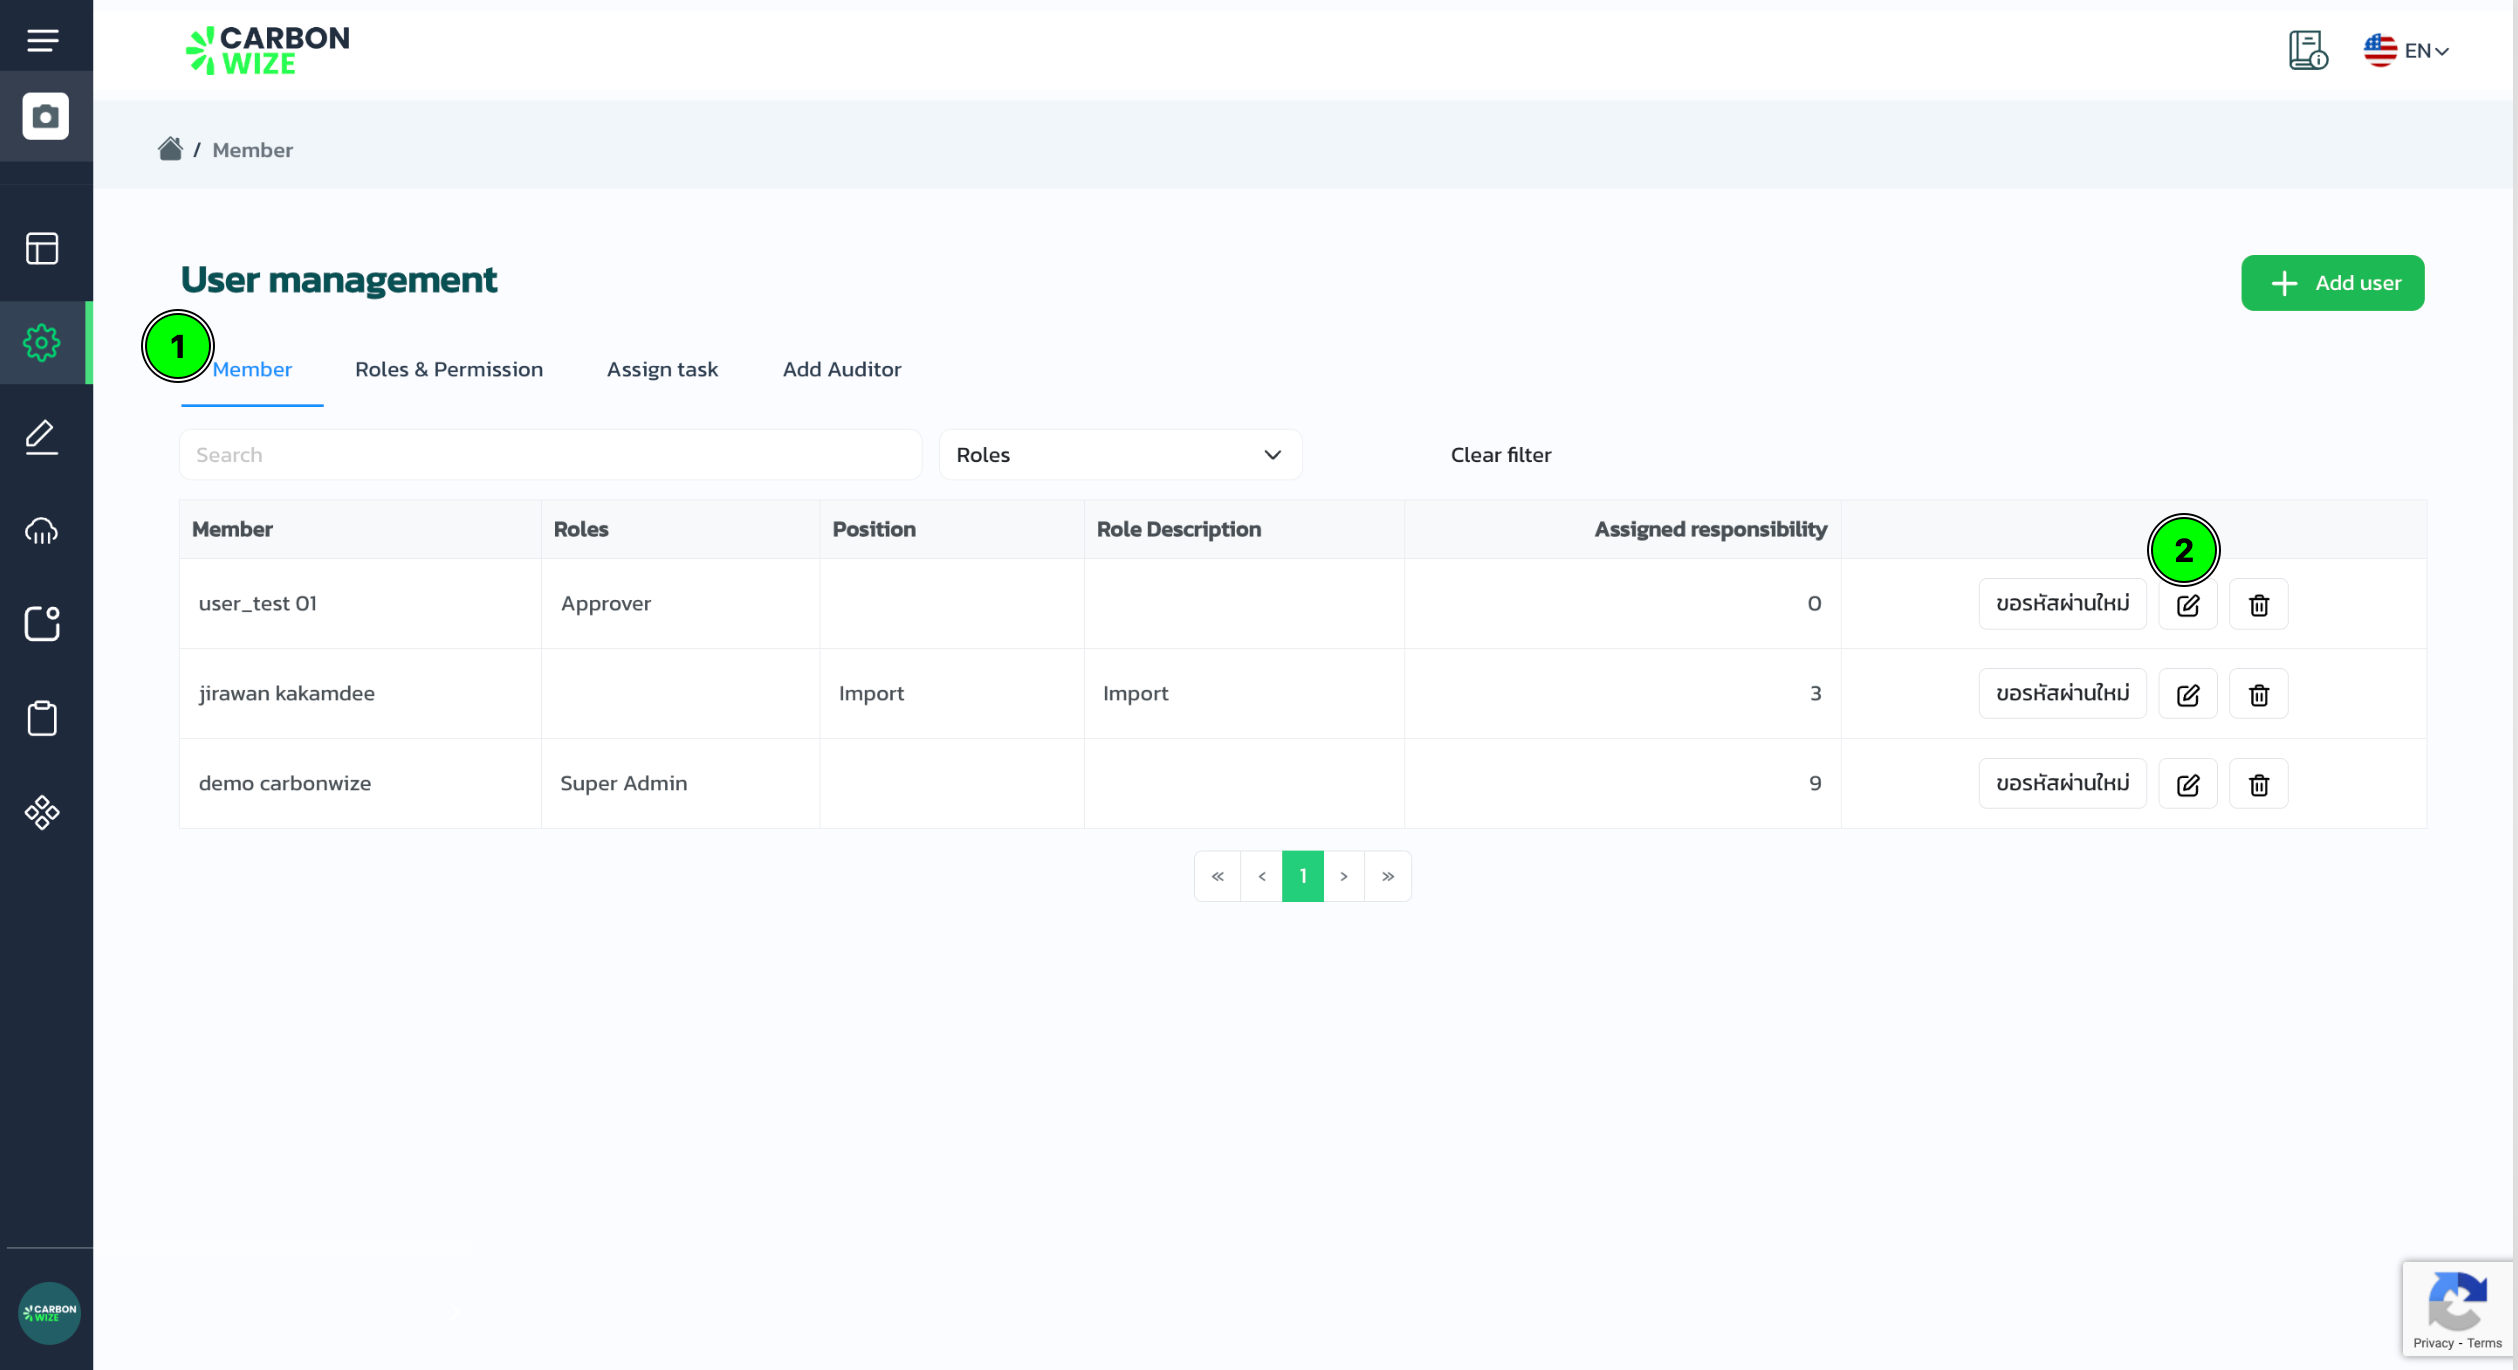 CARBON
WIZE
EN
/ Member
User management
+ Add user
1
Member Roles & Permission Assign task Add Auditor
Search Roles Clear filter
Member Roles Position Role Description Assigned responsibility
2
user_test 01 Approver 0 ขอรหัสผ่านใหม่
jirawan kakamdee Import Import 3 ขอรหัสผ่านใหม่
demo carbonwize Super Admin 9 ขอรหัสผ่านใหม่
« ‹ 1 › »
CARBON
WIZE
Privacy - Terms